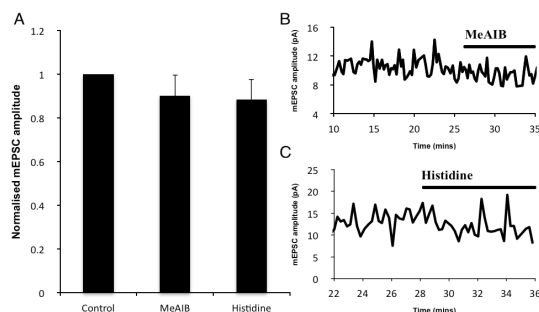 A
Normalised mEPSC amplitude
1.2
1
0.8
0.6
0.4
0.2
0
Control MeAIB Histidine
B
MeAIB
mEPSC amplitude (pA)
16
12
8
4
10 15 20 25 30 35
Time (mins)
C
Histidine
mEPSC amplitude (pA)
25
20
15
10
5
0
22 24 26 28 30 32 34 36
Time (mins)